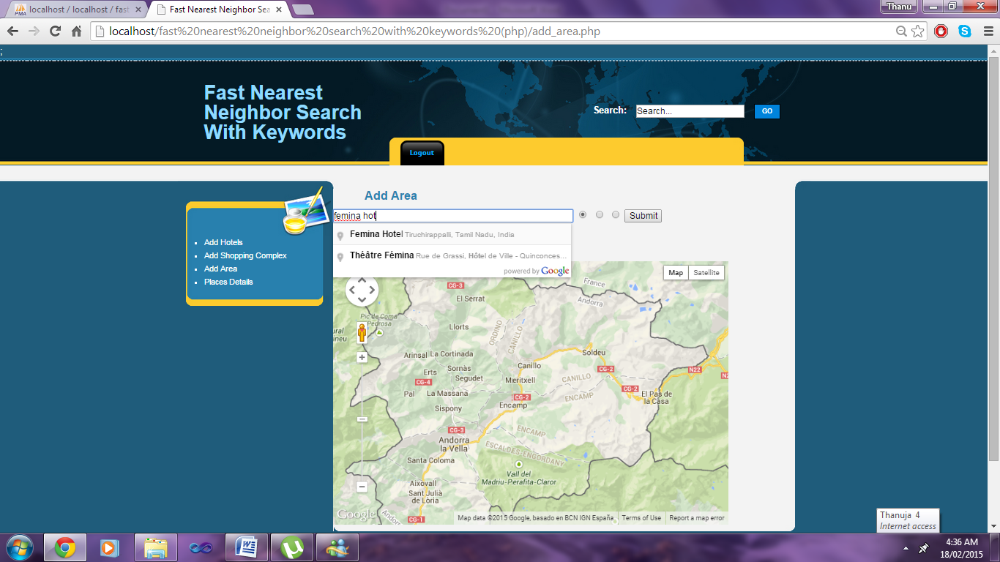 localhost / localhost / fast
Fast Nearest Neighbor Sea
Thanu
localhost/fast%20nearest%20neighbor%20search%20with%20keywords%20(php)/add_area.php
;
Fast Nearest
Neighbor Search
With Keywords
Search: Search... GO
Logout
Add Hotels
Add Shopping Complex
Add Area
Places Details
Add Area
femina hot
Submit
Femina Hotel Tiruchirappalli, Tamil Nadu, India
Théâtre Fémina Rue de Grassi, Hôtel de Ville - Quinconces...
powered by Google
Map Satellite
France
Andorra
CG-3
El Serrat
Pic de Coma
Pedrosa
ural
neu
Llorts
ORDINO
CANILLO
Soldeu
Arinsal
La Cortinada
Canillo
CG-2
N22
N2
Erts
Sornàs
Segudet
Meritxell
CANILLO
CG-4
CG-2
El Pas de
la Casa
Pal
La Massana
CG-2
ENCAMP
Sispony
Encamp
CG-3
ENCAMP
Andorra
la Vella
ESCALDES-ENGORDANY
Santa Coloma
Vall del
Madriu-Perafita-Claror
Aixovall
Sant Julià
de Lòria
Andorra
CG-1
Google
Map data ©2015 Google, basado en BCN IGN España
Terms of Use
Report a map error
Thanuja 4
Internet access
4:36 AM
18/02/2015